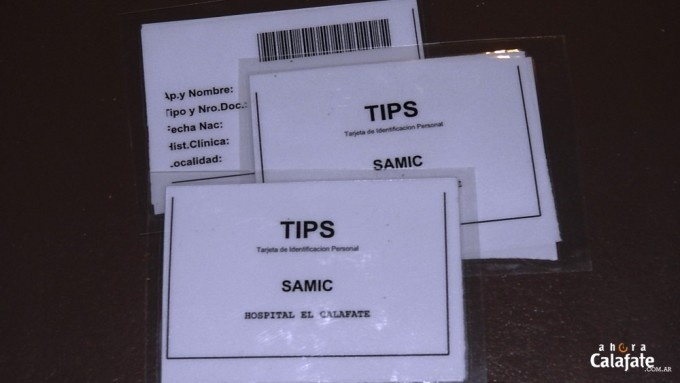 Ap.y Nombre:
Tipo y Nro.Doc.:
Fecha Nac:
Hist.Clinica:
Localidad:
TIPS
Tarjeta de Identificacion Personal
SAMIC
TIPS
Tarjeta de Identificacion Personal
SAMIC
HOSPITAL EL CALAFATE
ahora
Calafate
.COM.AR